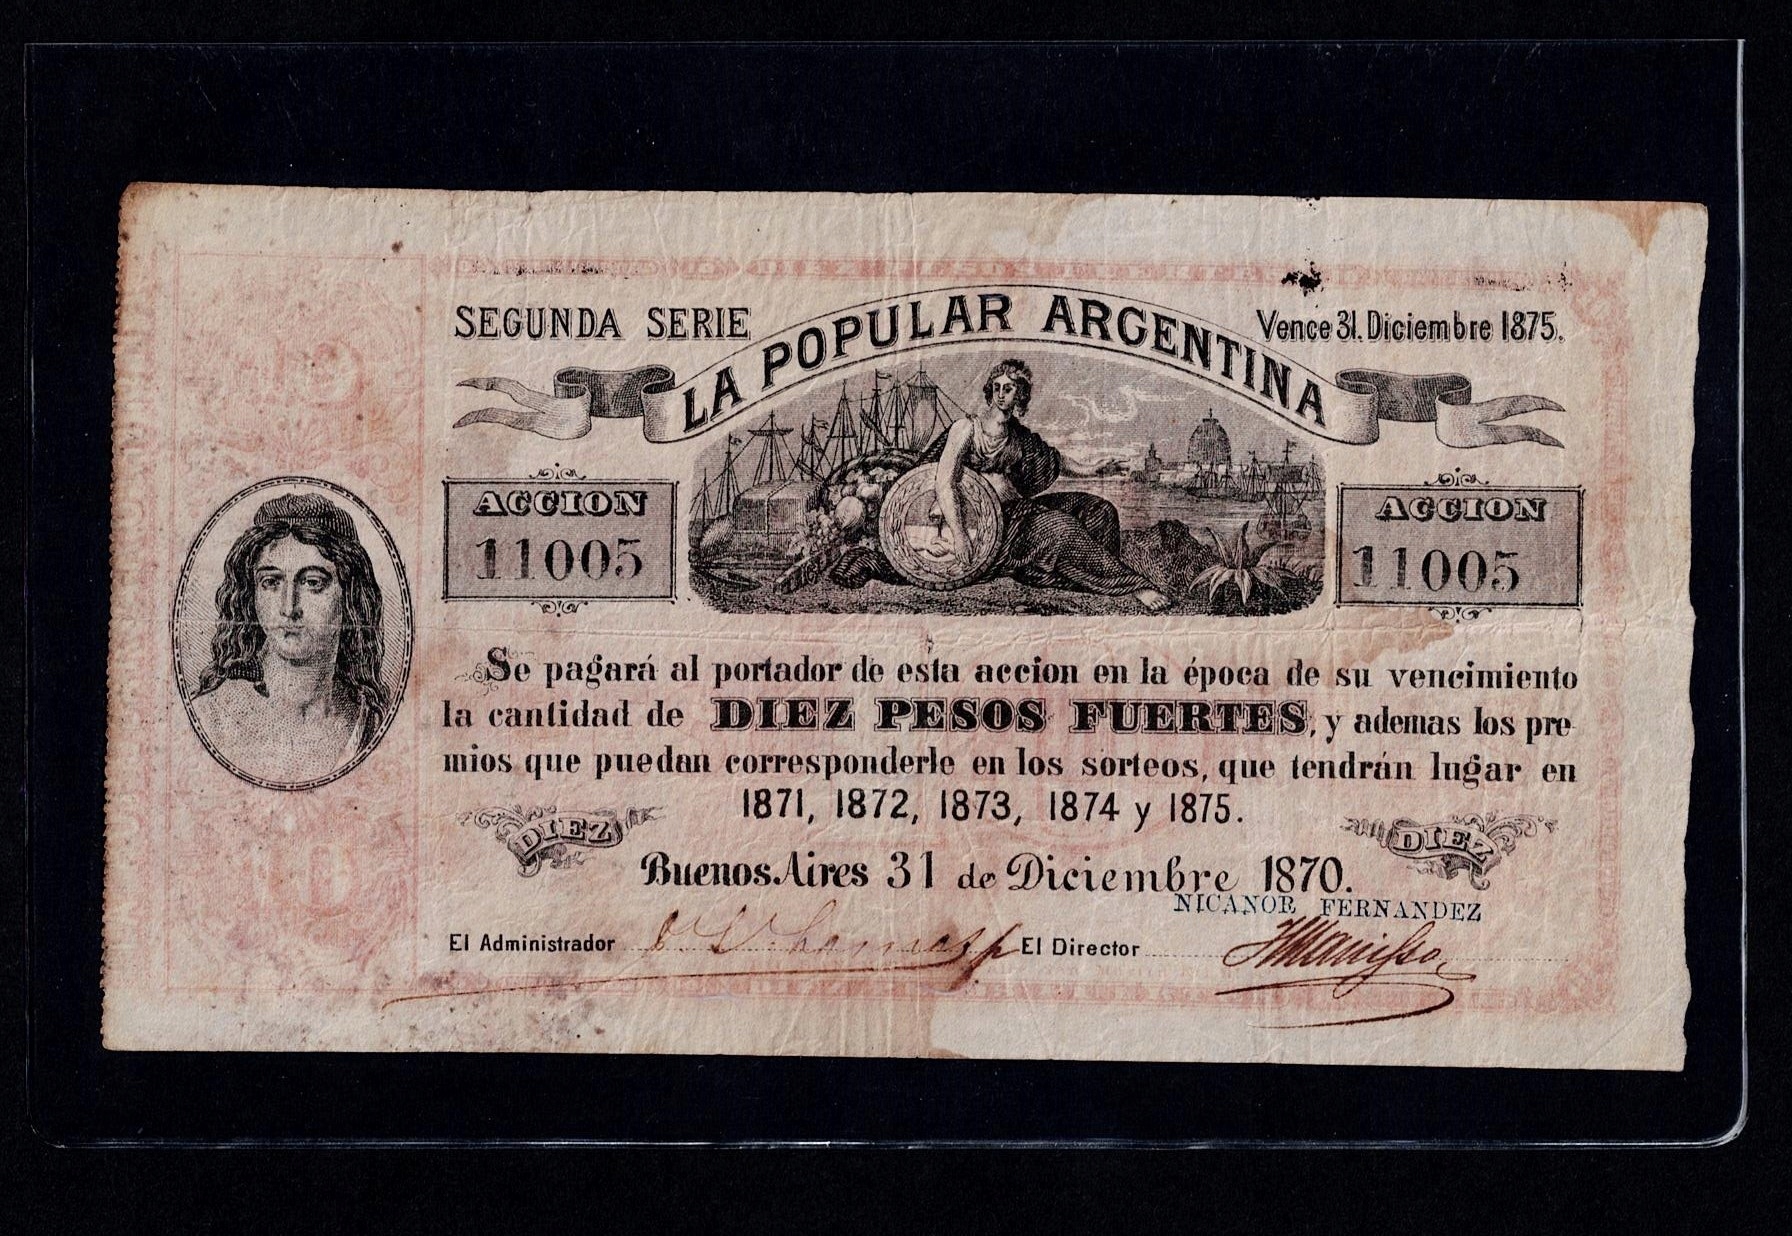 SEGUNDA SERIE
LA POPULAR ARGENTINA
Vence 31. Diciembre 1875.
ACCION
11005
ACCION
11005
Se pagará al portador de esta accion en la época de su vencimiento
la cantidad de DIEZ PESOS FUERTES, y ademas los pre
mios que puedan corresponderle en los sorteos, que tendrán lugar en
1871, 1872, 1873, 1874 y 1875.
DIEZ
DIEZ
Buenos Aires 31 de Diciembre 1870.
NICANOR FERNANDEZ
El Administrador
El Director